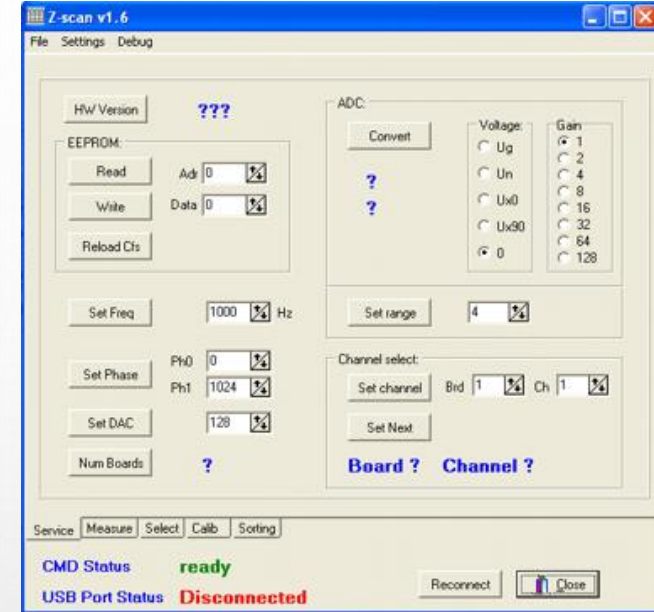 Z-scan v1.6
File Settings Debug
HW Version ???
EEPROM:
Read Adr 0
Write Data 0
Reload Cfs
Set Freq 1000 Hz
Set Phase Ph0 0
Ph1 1024
Set DAC 128
Num Boards ?
ADC:
Convert
?
?
Voltage:
Ug
Un
Ux0
Ux90
0
Gain
1
2
4
8
16
32
64
128
Set range 4
Channel select:
Set channel Brd 1 Ch 1
Set Next
Board ? Channel ?
Service Measure Select Calib Sorting
CMD Status ready
USB Port Status Disconnected
Reconnect Close